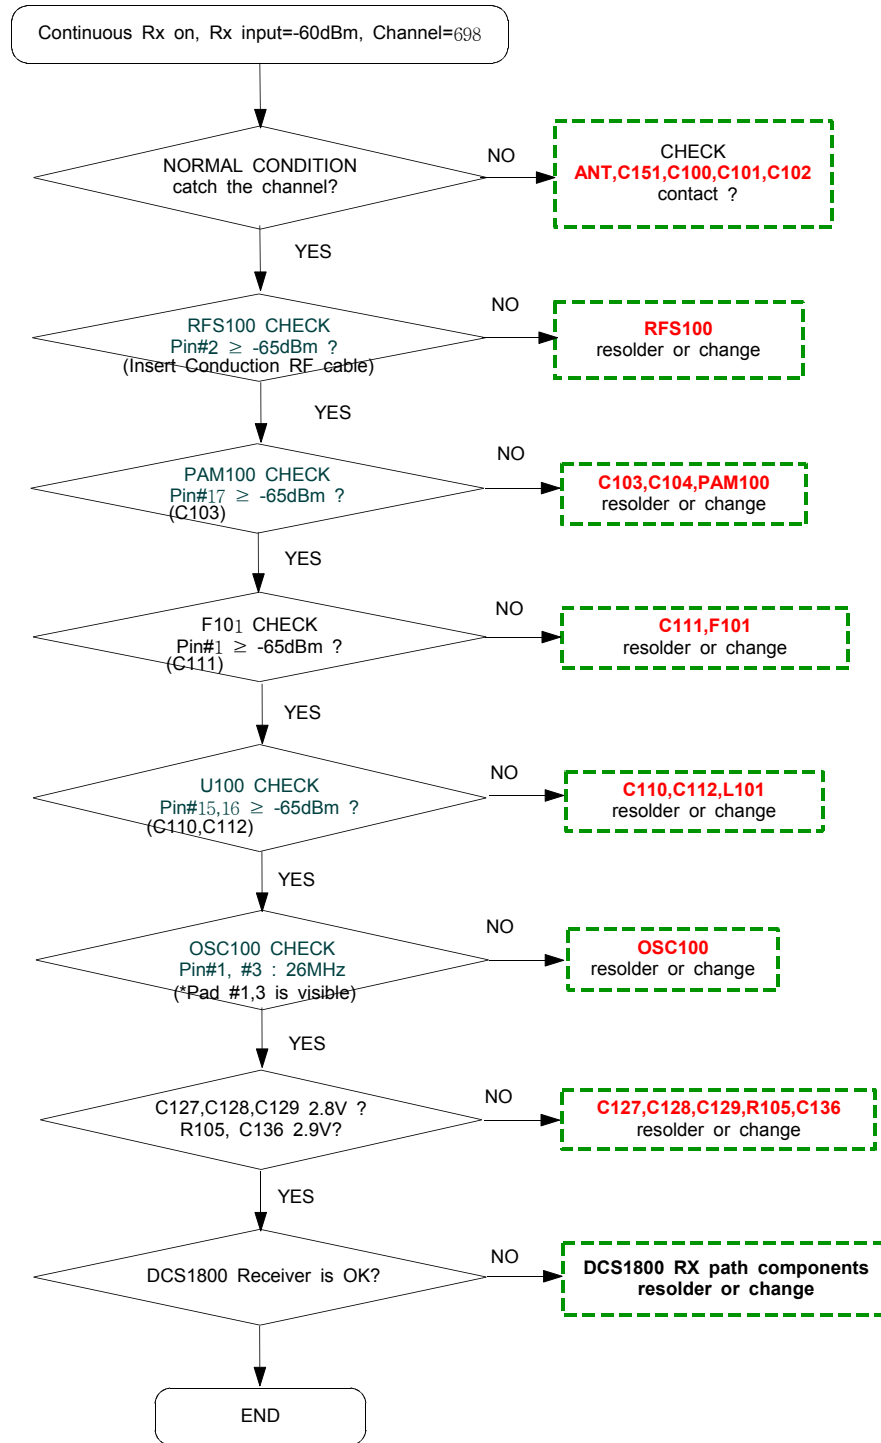 Continuous Rx on, Rx input=-60dBm, Channel=698
NORMAL CONDITION
catch the channel?
NO
CHECK
ANT,C151,C100,C101,C102
contact ?
YES
RFS100 CHECK
Pin#2 ≥ -65dBm ?
(Insert Conduction RF cable)
NO
RFS100
resolder or change
YES
PAM100 CHECK
Pin#17 ≥ -65dBm ?
(C103)
NO
C103,C104,PAM100
resolder or change
YES
F101 CHECK
Pin#1 ≥ -65dBm ?
(C111)
NO
C111,F101
resolder or change
YES
U100 CHECK
Pin#15,16 ≥ -65dBm ?
(C110,C112)
NO
C110,C112,L101
resolder or change
YES
OSC100 CHECK
Pin#1, #3 : 26MHz
(*Pad #1,3 is visible)
NO
OSC100
resolder or change
YES
C127,C128,C129 2.8V ?
R105, C136 2.9V?
NO
C127,C128,C129,R105,C136
resolder or change
YES
DCS1800 Receiver is OK?
NO
DCS1800 RX path components
resolder or change
END